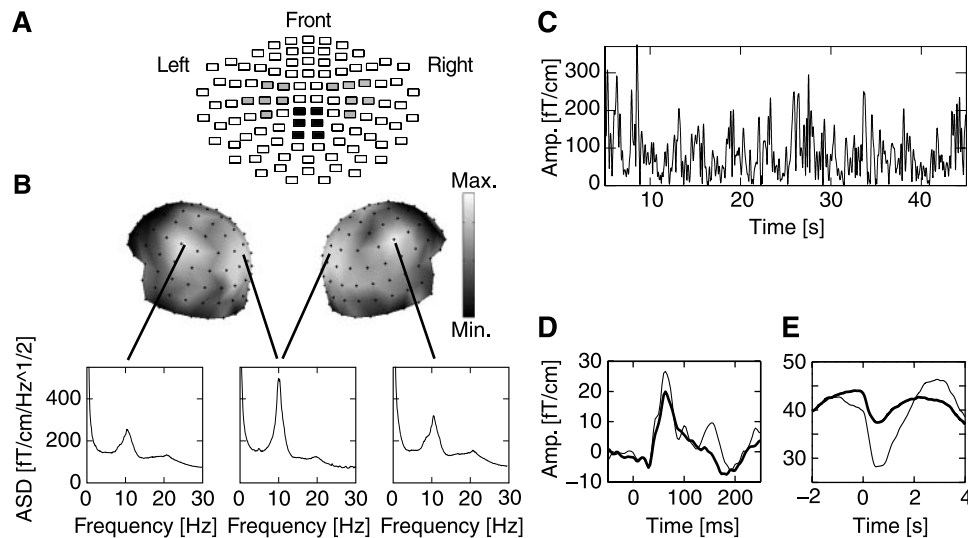 A
Front
Left
Right
B
Max.
Min.
ASD [fT/cm/Hz^1/2]
400
200
0
0 10 20 30
Frequency [Hz]
0 10 20 30
Frequency [Hz]
0 10 20 30
Frequency [Hz]
C
Amp. [fT/cm]
300
200
100
0
10 20 30 40
Time [s]
D
Amp. [fT/cm]
30
20
10
0
−10
0 100 200
Time [ms]
E
50
40
30
25
−2 0 2 4
Time [s]